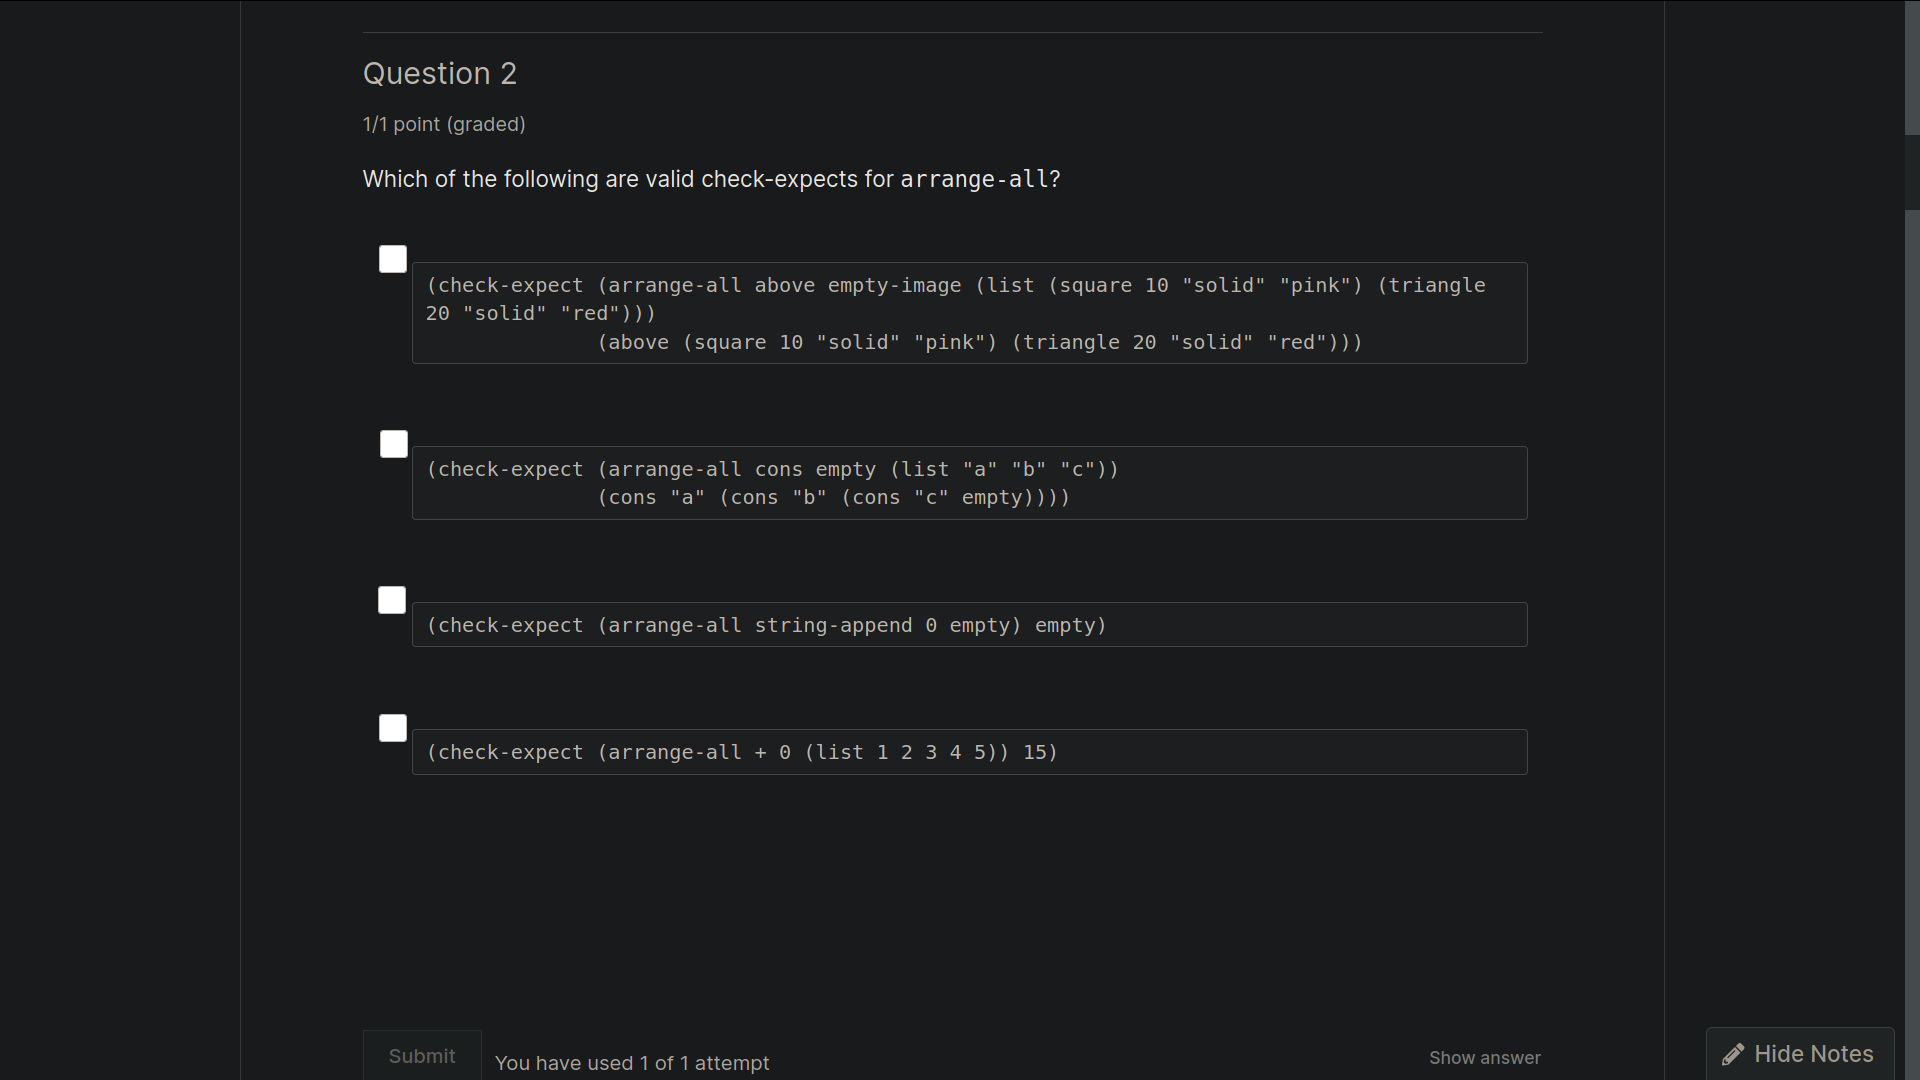 Question 2
1/1 point (graded)
Which of the following are valid check-expects for arrange-all?
(check-expect (arrange-all above empty-image (list (square 10 "solid" "pink") (triangle
20 "solid" "red")))
(above (square 10 "solid" "pink") (triangle 20 "solid" "red")))
(check-expect (arrange-all cons empty (list "a" "b" "c"))
(cons "a" (cons "b" (cons "c" empty))))
(check-expect (arrange-all string-append 0 empty) empty)
(check-expect (arrange-all + 0 (list 1 2 3 4 5)) 15)
Submit
You have used 1 of 1 attempt
Show answer
Hide Notes